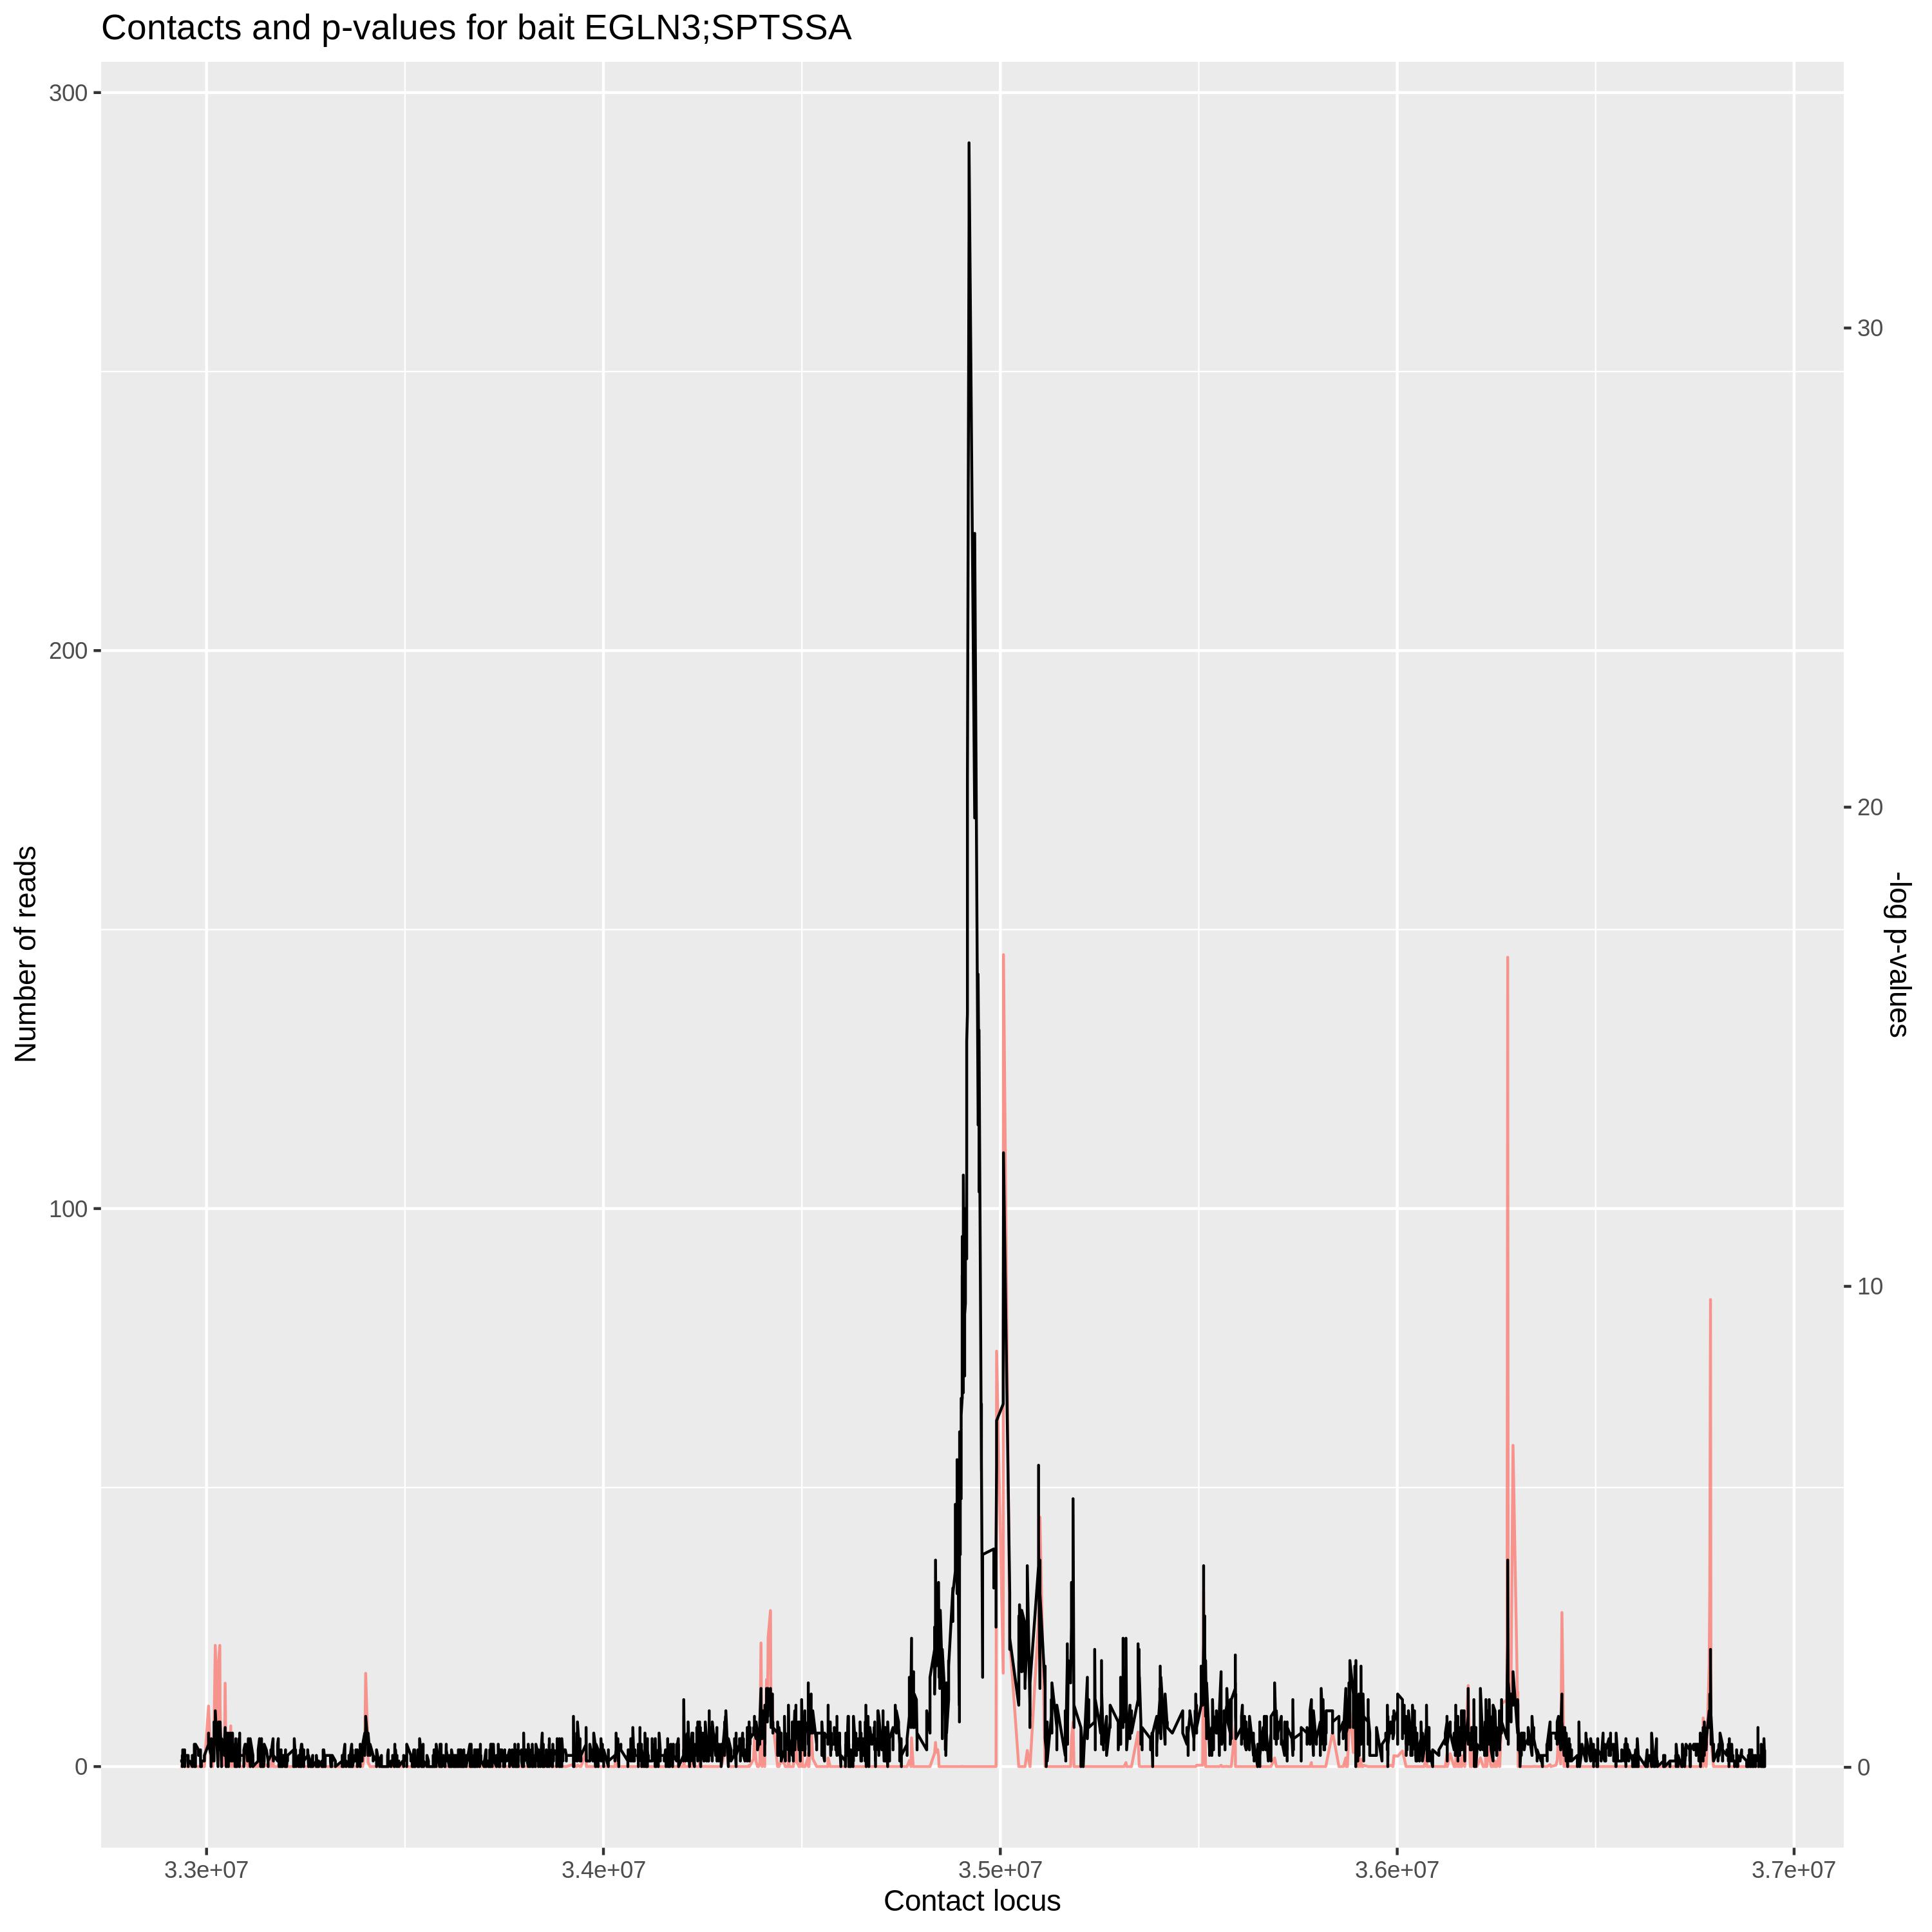 Contacts and p-values for bait EGLN3;SPTSSA
300
200
100
0
Number of reads
30
20
10
0
-log p-values
3.3e+07 3.4e+07 3.5e+07 3.6e+07 3.7e+07
Contact locus